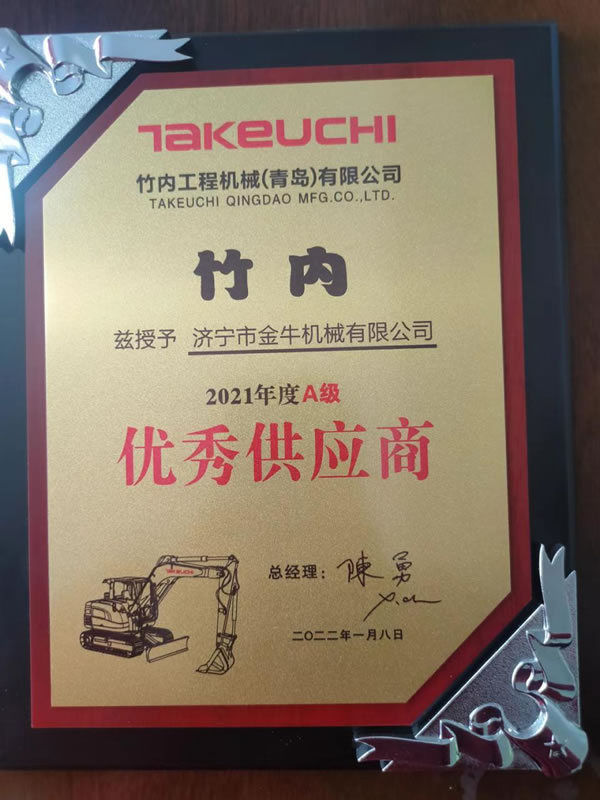 TAKEUCHI
竹内工程机械(青岛)有限公司
TAKEUCHI QINGDAO MFG.CO.,LTD.
竹内
兹授予 济宁市金牛机械有限公司
2021年度A级
优秀供应商
TAKEUCHI
总经理：陳勇
二〇二二年一月八日